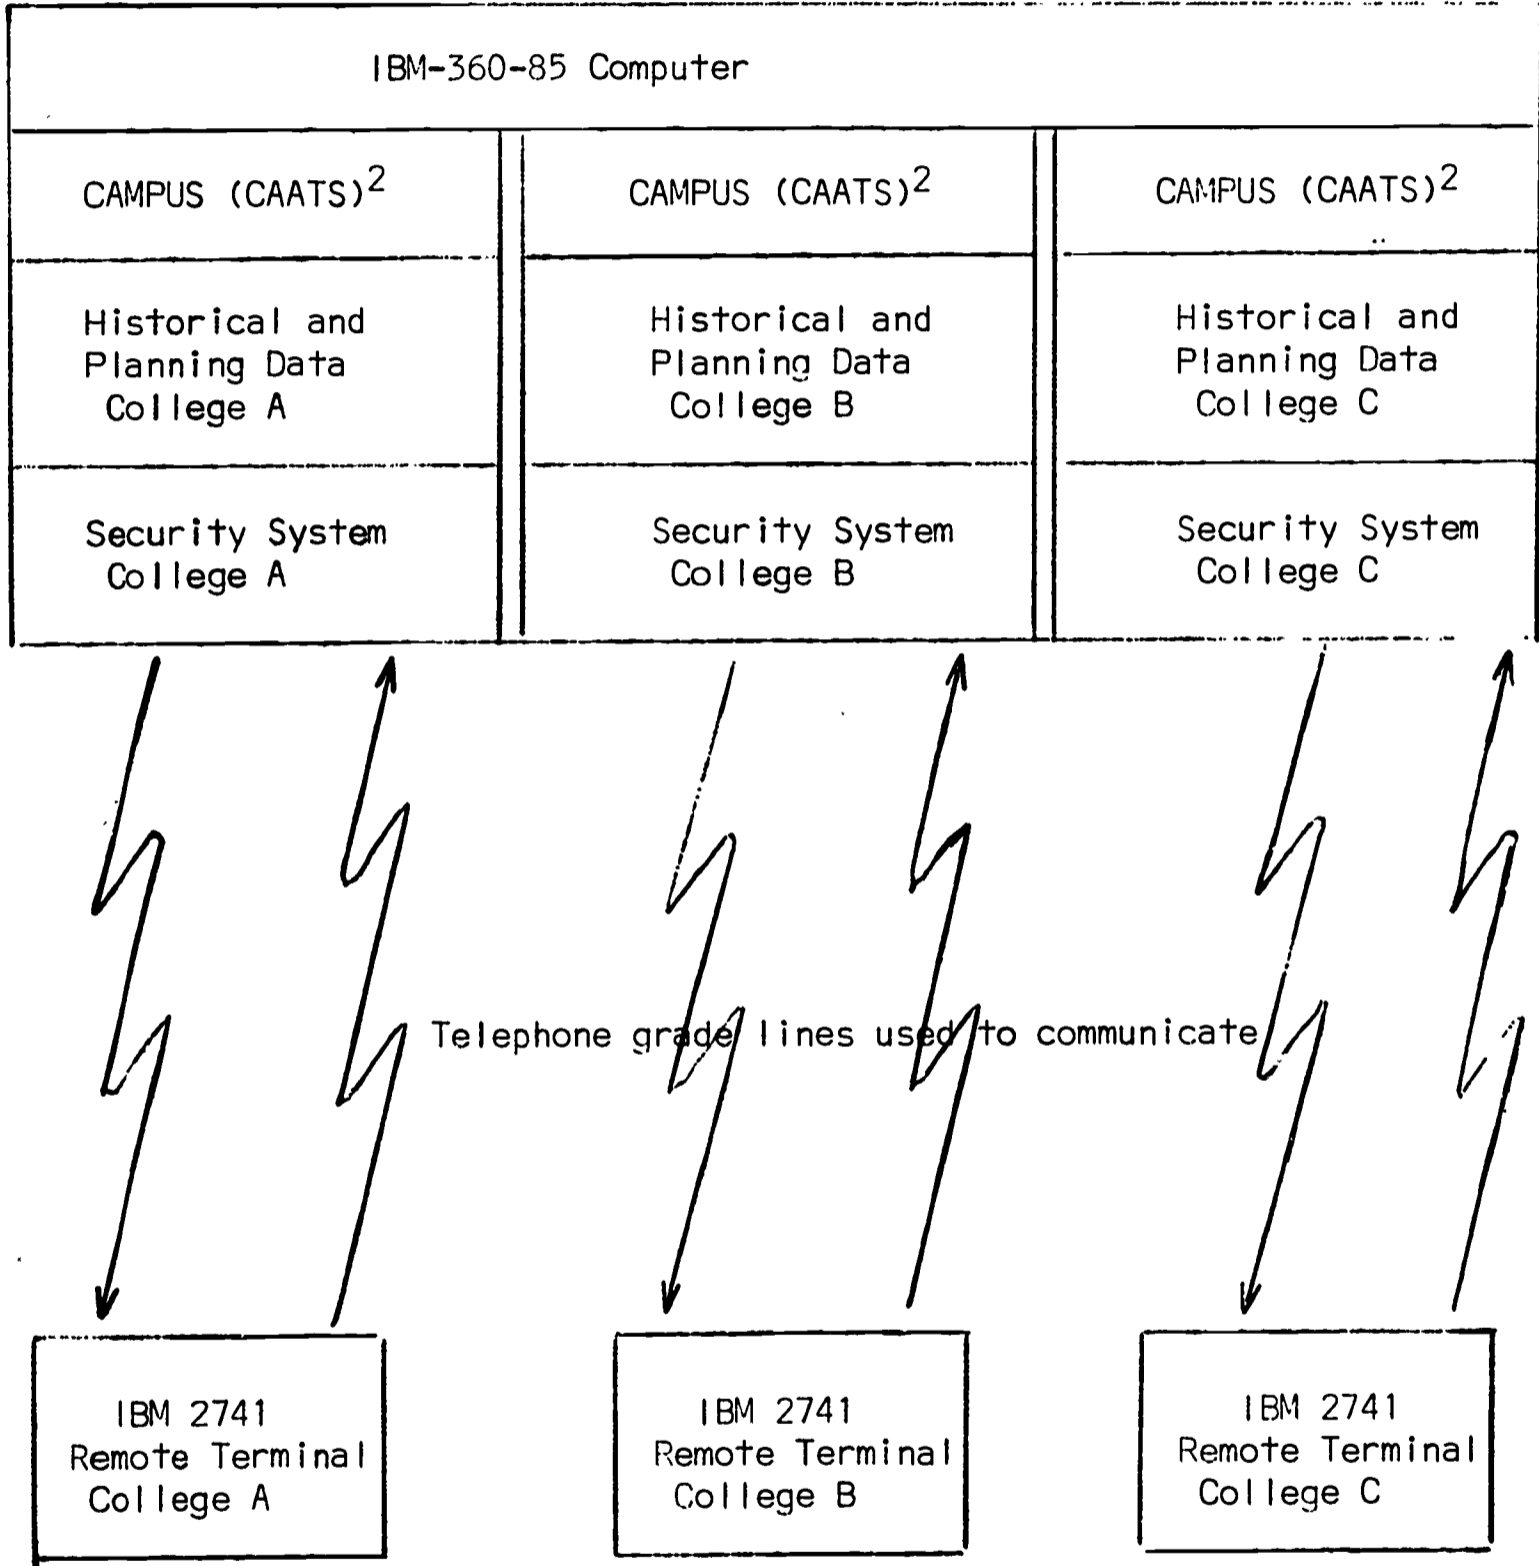 IBM-360-85 Computer
CAMPUS (CAATS)2
CAMPUS (CAATS)2
CAMPUS (CAATS)2
Historical and
Planning Data
College A
Historical and
Planning Data
College B
Historical and
Planning Data
College C
Security System
College A
Security System
College B
Security System
College C
Telephone grade lines used to communicate
IBM 2741
Remote Terminal
College A
IBM 2741
Remote Terminal
College B
IBM 2741
Remote Terminal
College C